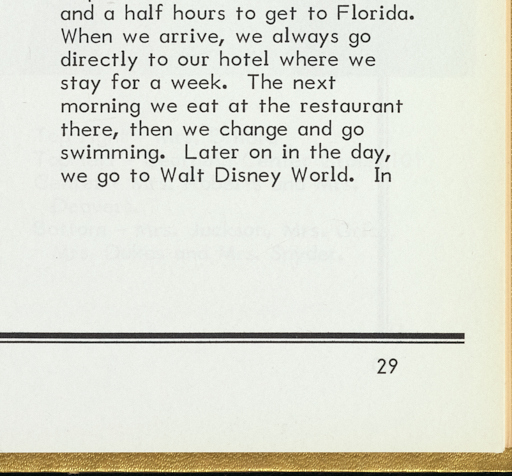 and a half hours to get to Florida.
When we arrive, we always go
directly to our hotel where we
stay for a week. The next
morning we eat at the restaurant
there, then we change and go
swimming. Later on in the day,
we go to Walt Disney World. In
29